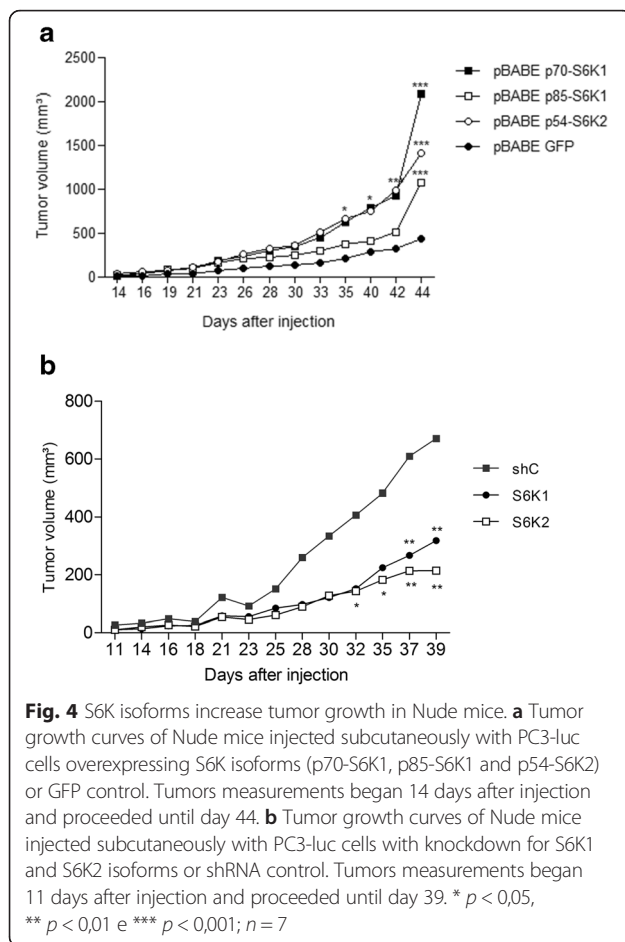 a
2500
2000
1500
1000
500
0
Tumor volume (mm³)
14 16 19 21 23 26 28 30 33 35 40 42 44
Days after injection
* * *** *** *** ***
pBABE p70-S6K1
pBABE p85-S6K1
pBABE p54-S6K2
pBABE GFP
b
800
600
400
200
0
Tumor volume (mm³)
11 14 16 18 21 23 25 28 30 32 35 37 39
Days after injection
** **
* * ** **
shC
S6K1
S6K2
Fig. 4 S6K isoforms increase tumor growth in Nude mice. a Tumor
growth curves of Nude mice injected subcutaneously with PC3-luc
cells overexpressing S6K isoforms (p70-S6K1, p85-S6K1 and p54-S6K2)
or GFP control. Tumors measurements began 14 days after injection
and proceeded until day 44. b Tumor growth curves of Nude mice
injected subcutaneously with PC3-luc cells with knockdown for S6K1
and S6K2 isoforms or shRNA control. Tumors measurements began
11 days after injection and proceeded until day 39. * p < 0,05,
** p < 0,01 e *** p < 0,001; n = 7